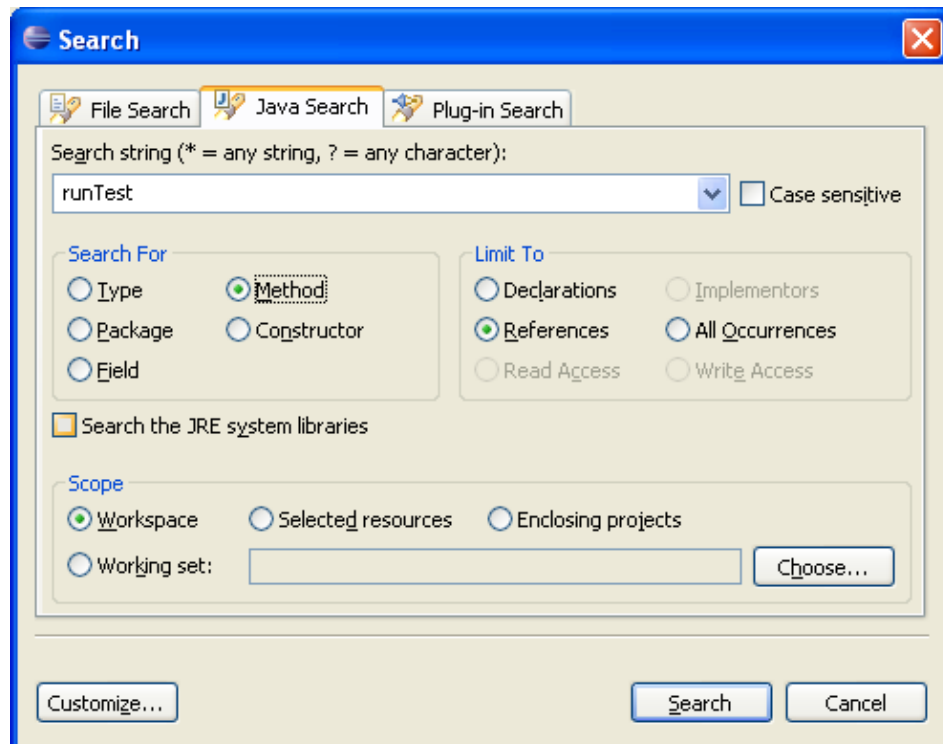 Search
File Search Java Search Plug-in Search
Search string (* = any string, ? = any character):
runTest Case sensitive
Search For Limit To
Type Method Declarations Implementors
Package Constructor References All Occurrences
Field Read Access Write Access
Search the JRE system libraries
Scope
Workspace Selected resources Enclosing projects
Working set: Choose...
Customize... Search Cancel